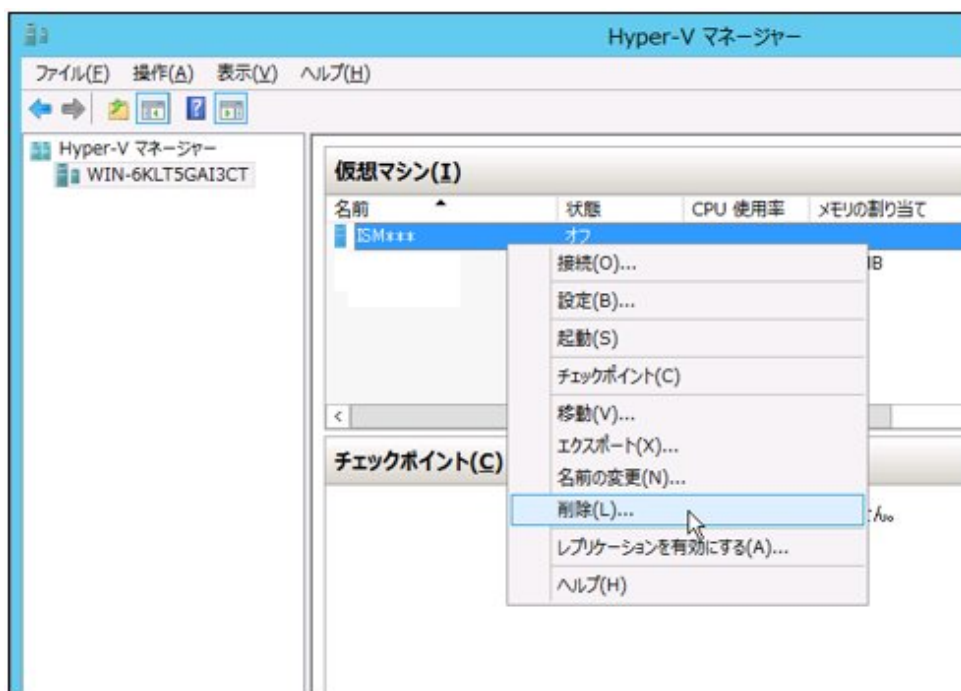 Hyper-V マネージャー
ファイル(F) 操作(A) 表示(V) ヘルプ(H)
Hyper-V マネージャー
WIN-6KLT5GAI3CT
仮想マシン(I)
名前 状態 CPU 使用率 メモリの割り当て
ISM*** オフ
接続(O)...
設定(B)...
起動(S)
チェックポイント(C)
移動(V)...
エクスポート(X)...
名前の変更(N)...
削除(L)...
レプリケーションを有効にする(A)...
ヘルプ(H)
チェックポイント(C)